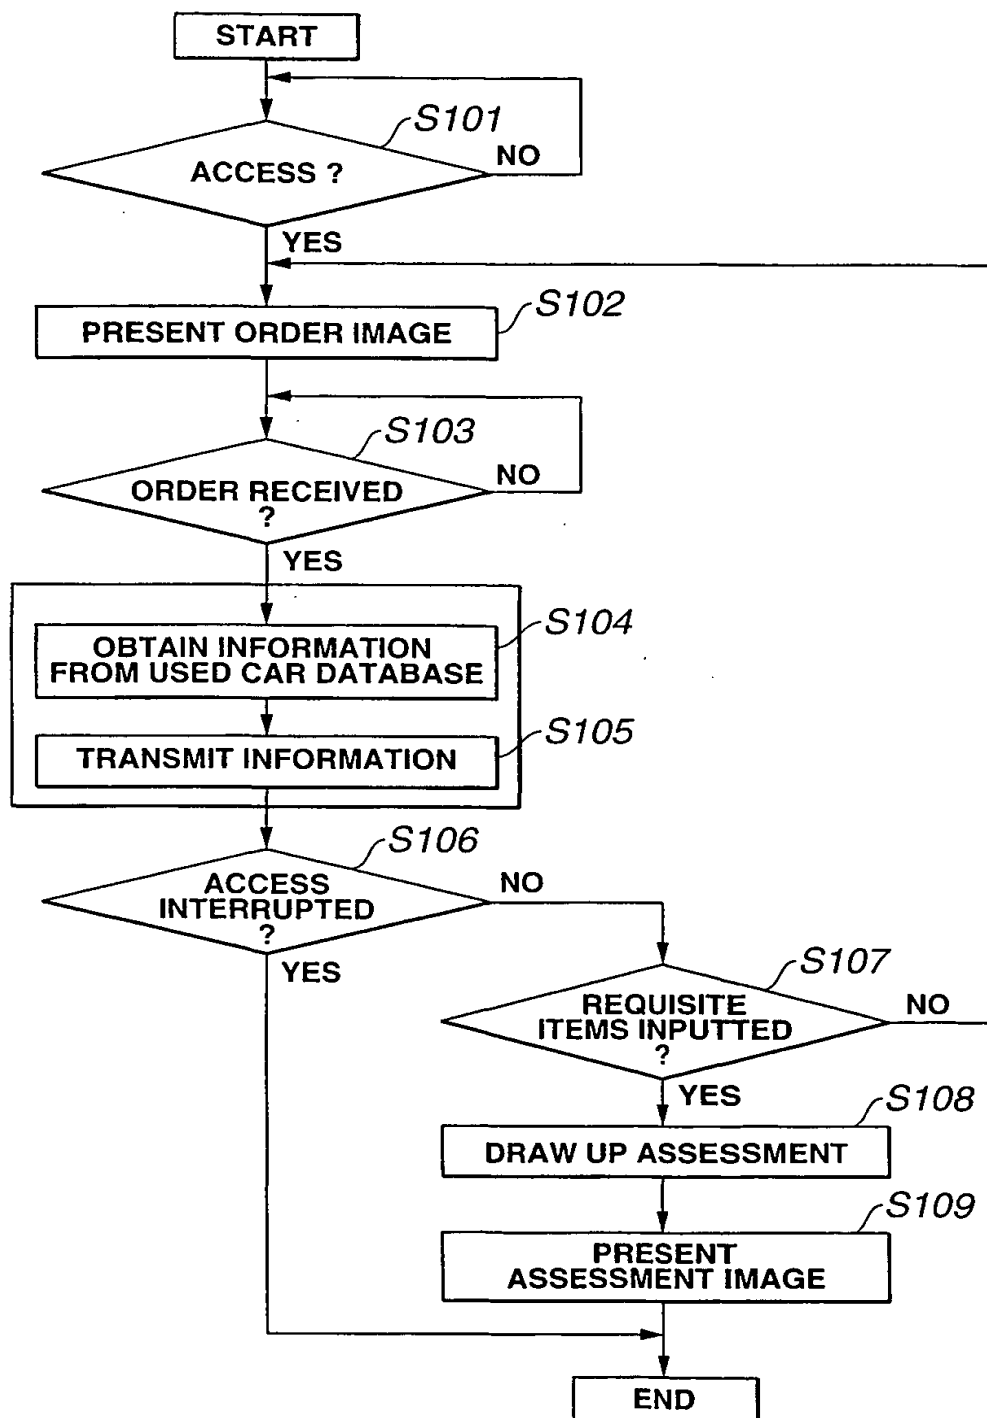 START
S101
ACCESS ?
NO
YES
S102
PRESENT ORDER IMAGE
S103
NO
ORDER RECEIVED
?
YES
S104
OBTAIN INFORMATION
FROM USED CAR DATABASE
S105
TRANSMIT INFORMATION
S106
ACCESS
INTERRUPTED
?
NO
YES
S107
REQUISITE
ITEMS INPUTTED
?
NO
YES
S108
DRAW UP ASSESSMENT
S109
PRESENT
ASSESSMENT IMAGE
END